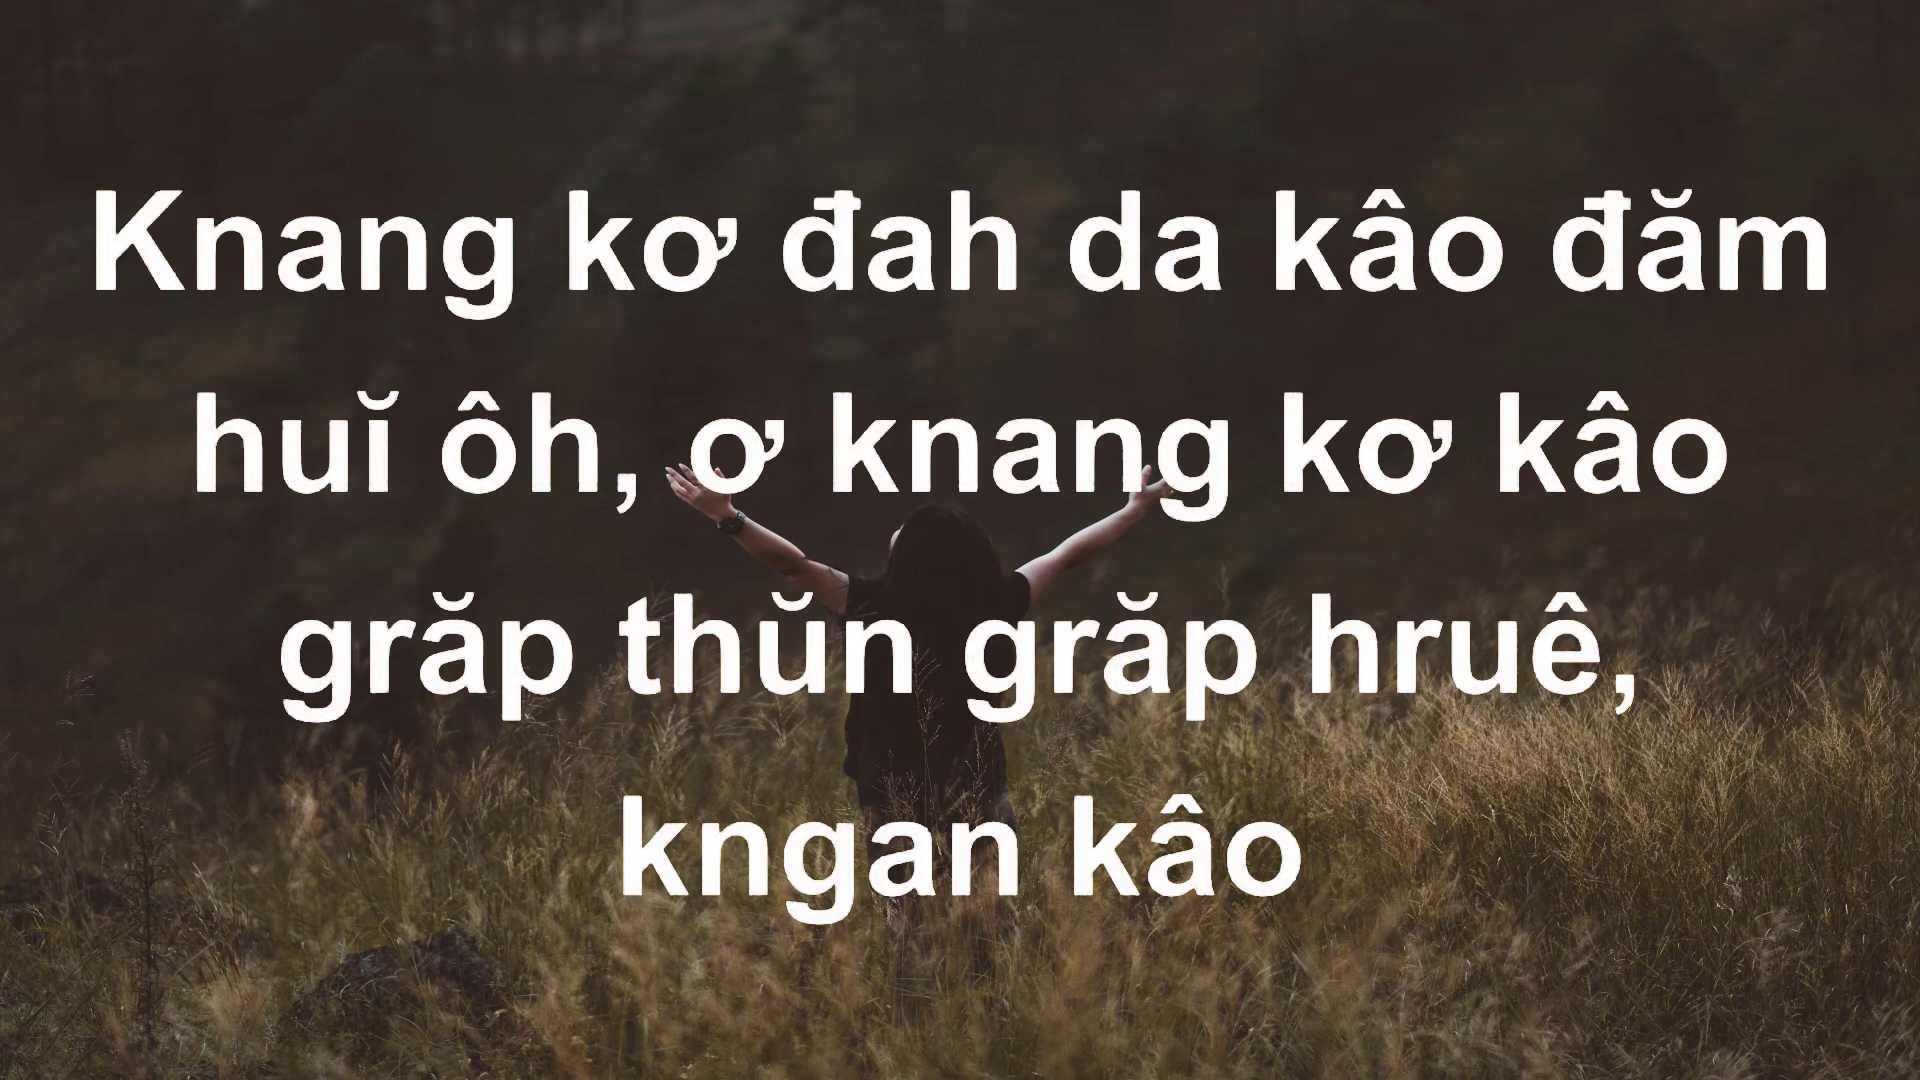 Knang kơ đah da kâo đăm
huĭ ôh, ơ knang kơ kâo
grăp thŭn grăp hruê,
kngan kâo